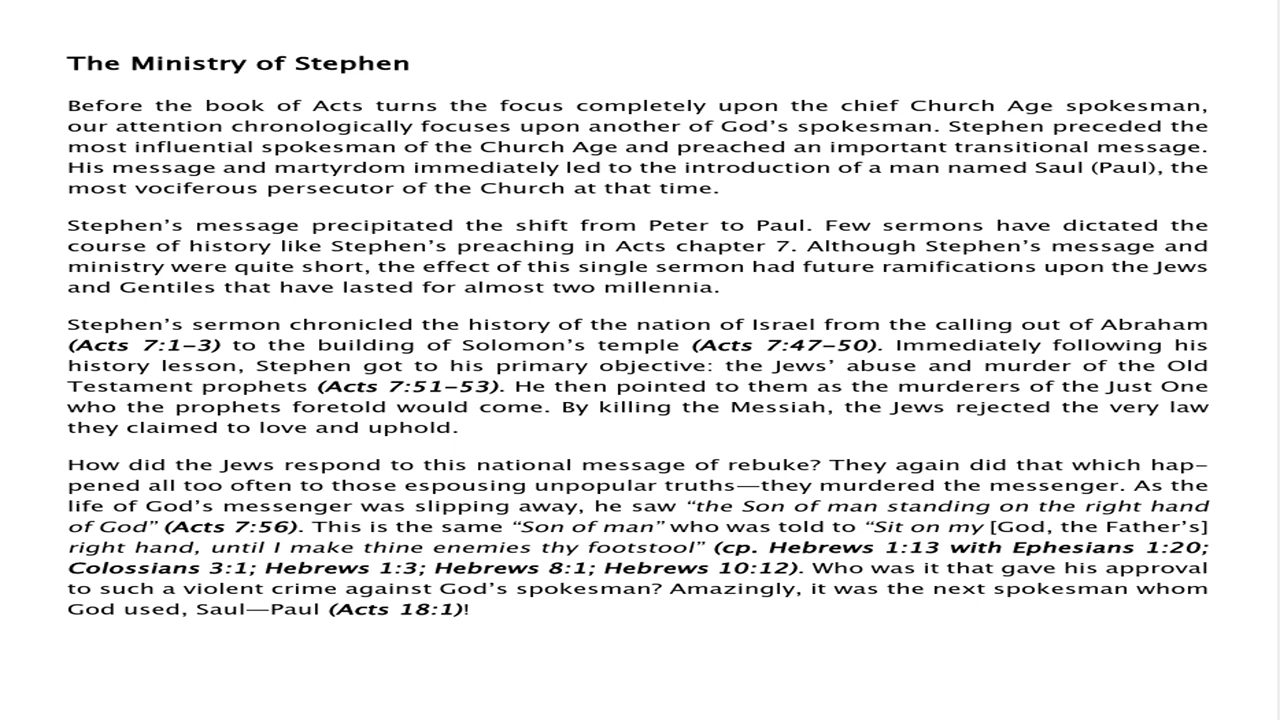 The Ministry of Stephen
Before the book of Acts turns the focus completely upon the chief Church Age spokesman,
our attention chronologically focuses upon another of God’s spokesman. Stephen preceded the
most influential spokesman of the Church Age and preached an important transitional message.
His message and martyrdom immediately led to the introduction of a man named Saul (Paul), the
most vociferous persecutor of the Church at that time.
Stephen’s message precipitated the shift from Peter to Paul. Few sermons have dictated the
course of history like Stephen’s preaching in Acts chapter 7. Although Stephen’s message and
ministry were quite short, the effect of this single sermon had future ramifications upon the Jews
and Gentiles that have lasted for almost two millennia.
Stephen’s sermon chronicled the history of the nation of Israel from the calling out of Abraham
(Acts 7:1–3) to the building of Solomon’s temple (Acts 7:47–50). Immediately following his
history lesson, Stephen got to his primary objective: the Jews’ abuse and murder of the Old
Testament prophets (Acts 7:51–53). He then pointed to them as the murderers of the Just One
who the prophets foretold would come. By killing the Messiah, the Jews rejected the very law
they claimed to love and uphold.
How did the Jews respond to this national message of rebuke? They again did that which hap–
pened all too often to those espousing unpopular truths—they murdered the messenger. As the
life of God’s messenger was slipping away, he saw “the Son of man standing on the right hand
of God” (Acts 7:56). This is the same “Son of man” who was told to “Sit on my [God, the Father’s]
right hand, until I make thine enemies thy footstool” (cp. Hebrews 1:13 with Ephesians 1:20;
Colossians 3:1; Hebrews 1:3; Hebrews 8:1; Hebrews 10:12). Who was it that gave his approval
to such a violent crime against God’s spokesman? Amazingly, it was the next spokesman whom
God used, Saul—Paul (Acts 18:1)!